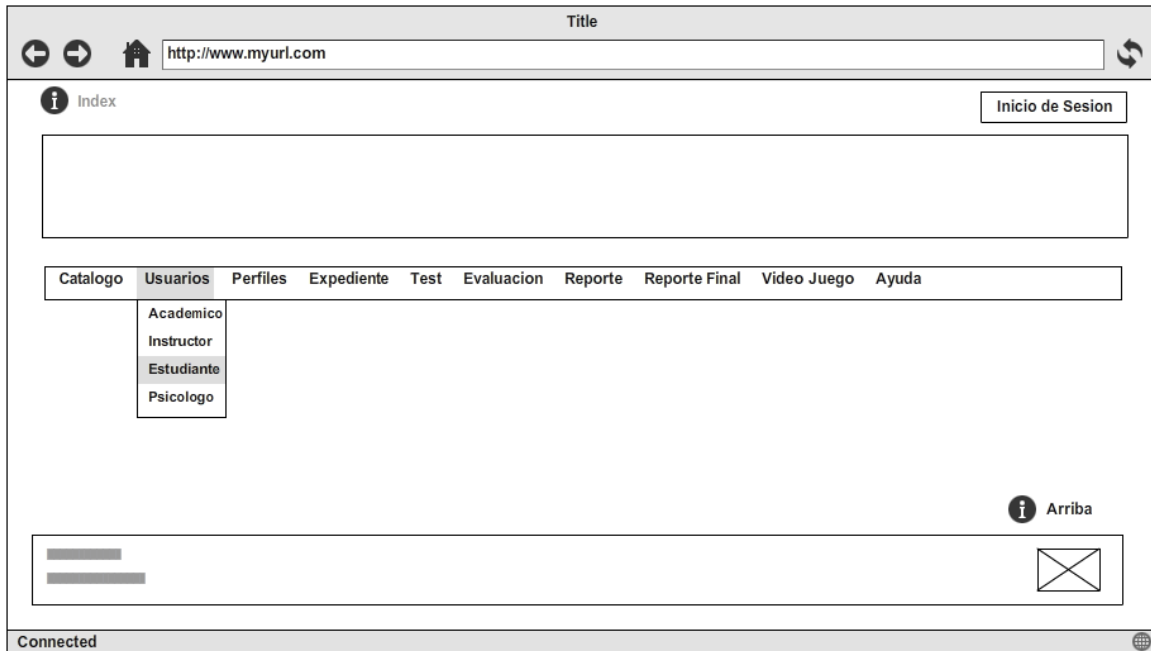 Title
http://www.myurl.com
Index
Inicio de Sesion
Catalogo Usuarios Perfiles Expediente Test Evaluacion Reporte Reporte Final Video Juego Ayuda
Academico
Instructor
Estudiante
Psicologo
Arriba
Connected